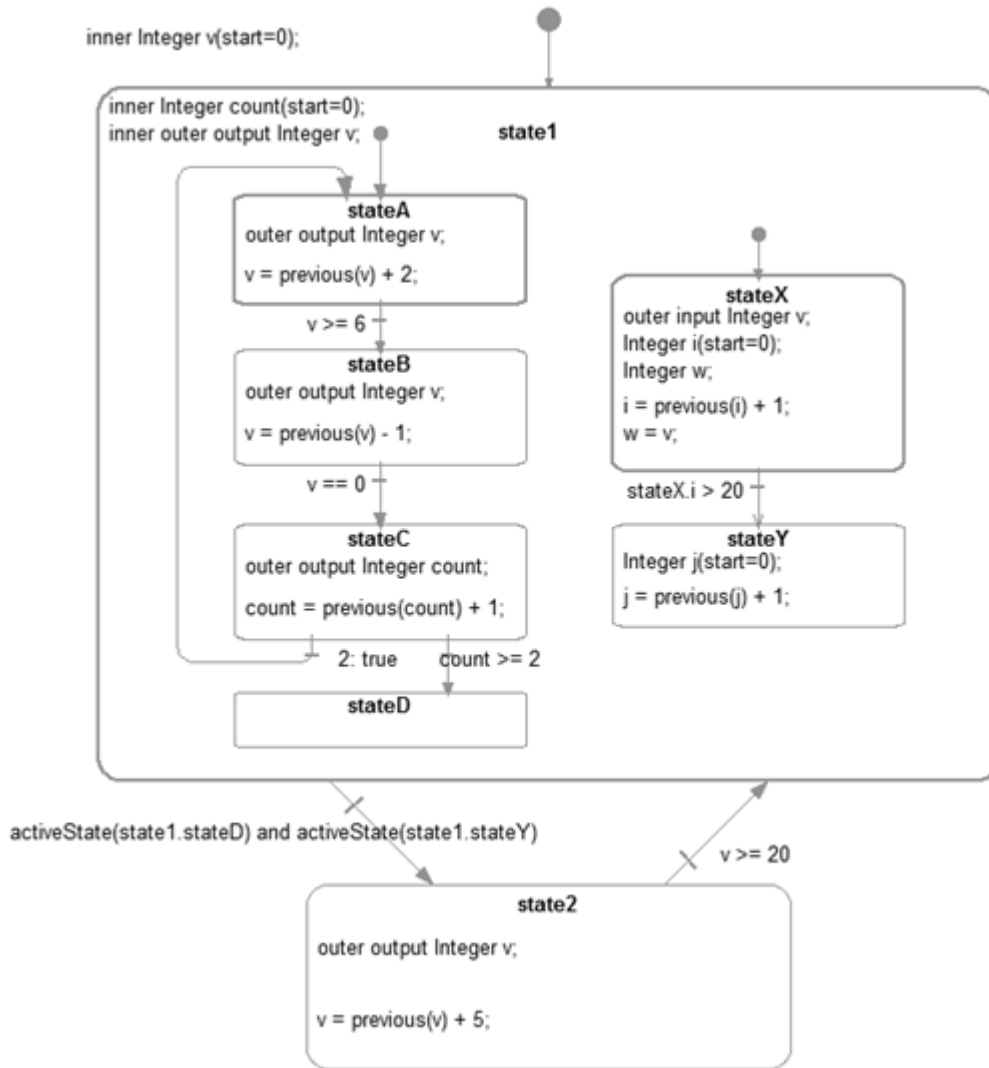 inner Integer v(start=0);
inner Integer count(start=0);
inner outer output Integer v;
state1
stateA
outer output Integer v;
v = previous(v) + 2;
v >= 6
stateB
outer output Integer v;
v = previous(v) - 1;
v == 0
stateC
outer output Integer count;
count = previous(count) + 1;
2: true
count >= 2
stateD
stateX
outer input Integer v;
Integer i(start=0);
Integer w;
i = previous(i) + 1;
w = v;
stateX.i > 20
stateY
Integer j(start=0);
j = previous(j) + 1;
activeState(state1.stateD) and activeState(state1.stateY)
v >= 20
state2
outer output Integer v;
v = previous(v) + 5;